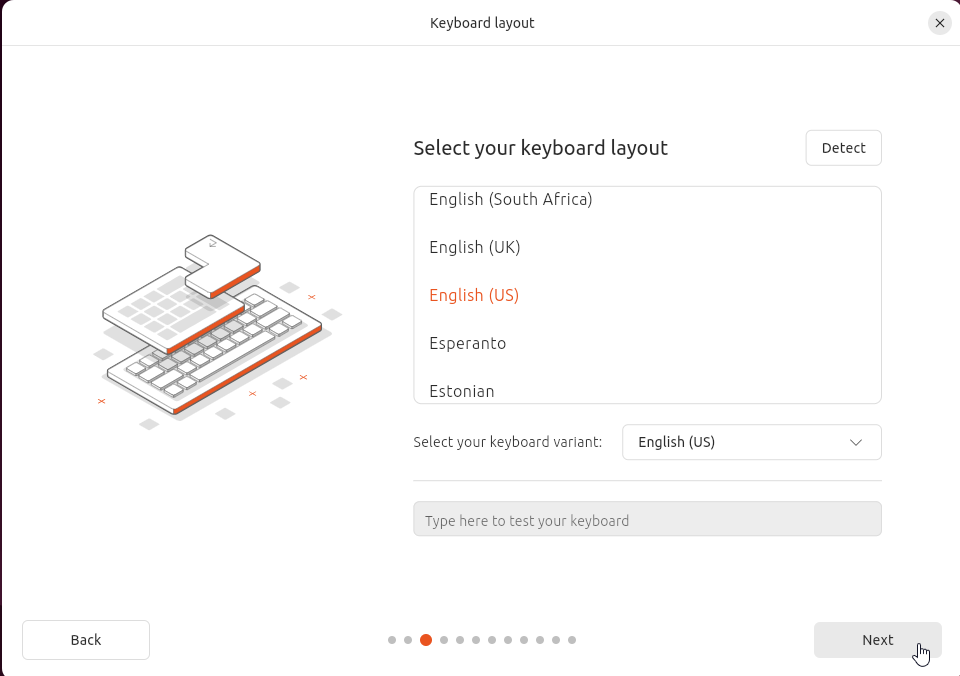 Keyboard layout
Select your keyboard layout
Detect
English (South Africa)
English (UK)
English (US)
Esperanto
Estonian
Select your keyboard variant:
English (US)
Type here to test your keyboard
Back
Next